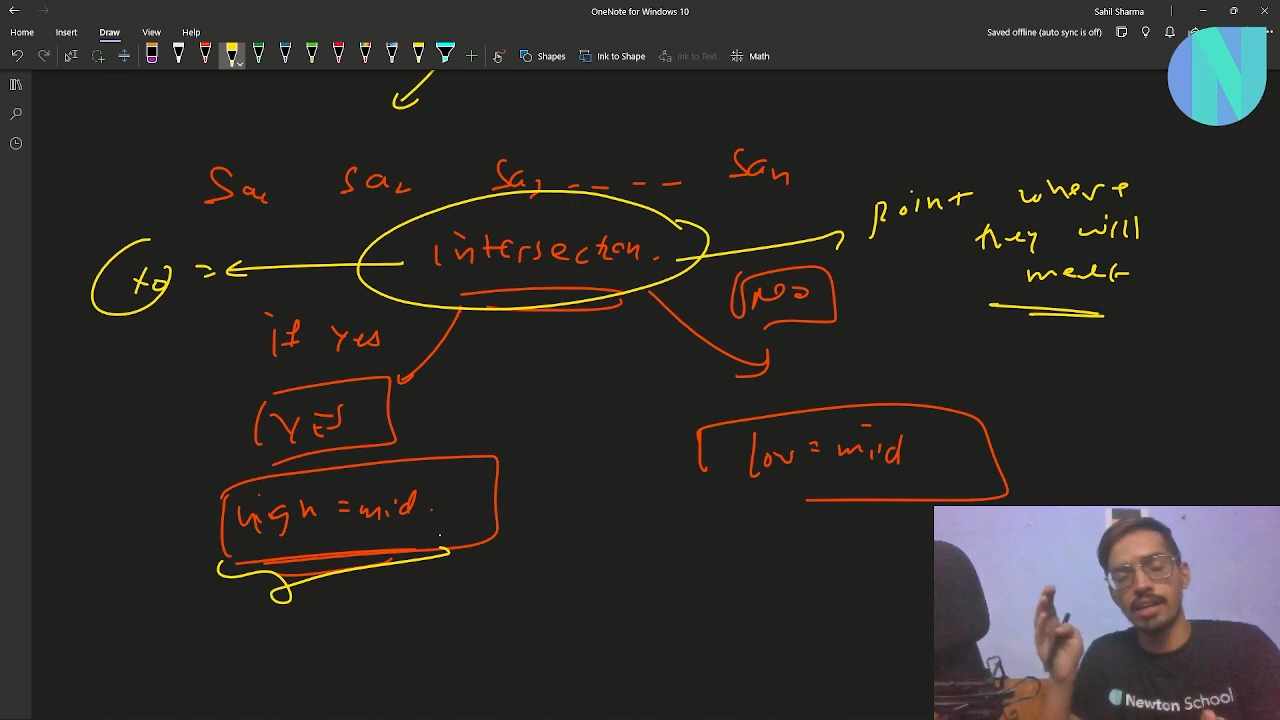 OneNote for Windows 10
Sahil Sharma
Home Insert Draw View Help
Saved offline (auto sync is off)
Shapes Ink to Shape Ink to Text Math
N
Sa1 Sa2 Sa3 ----- San
Intersection.
x0 =
point where
they will
meet
if yes
YES
high = mid.
low = mid
Newton School